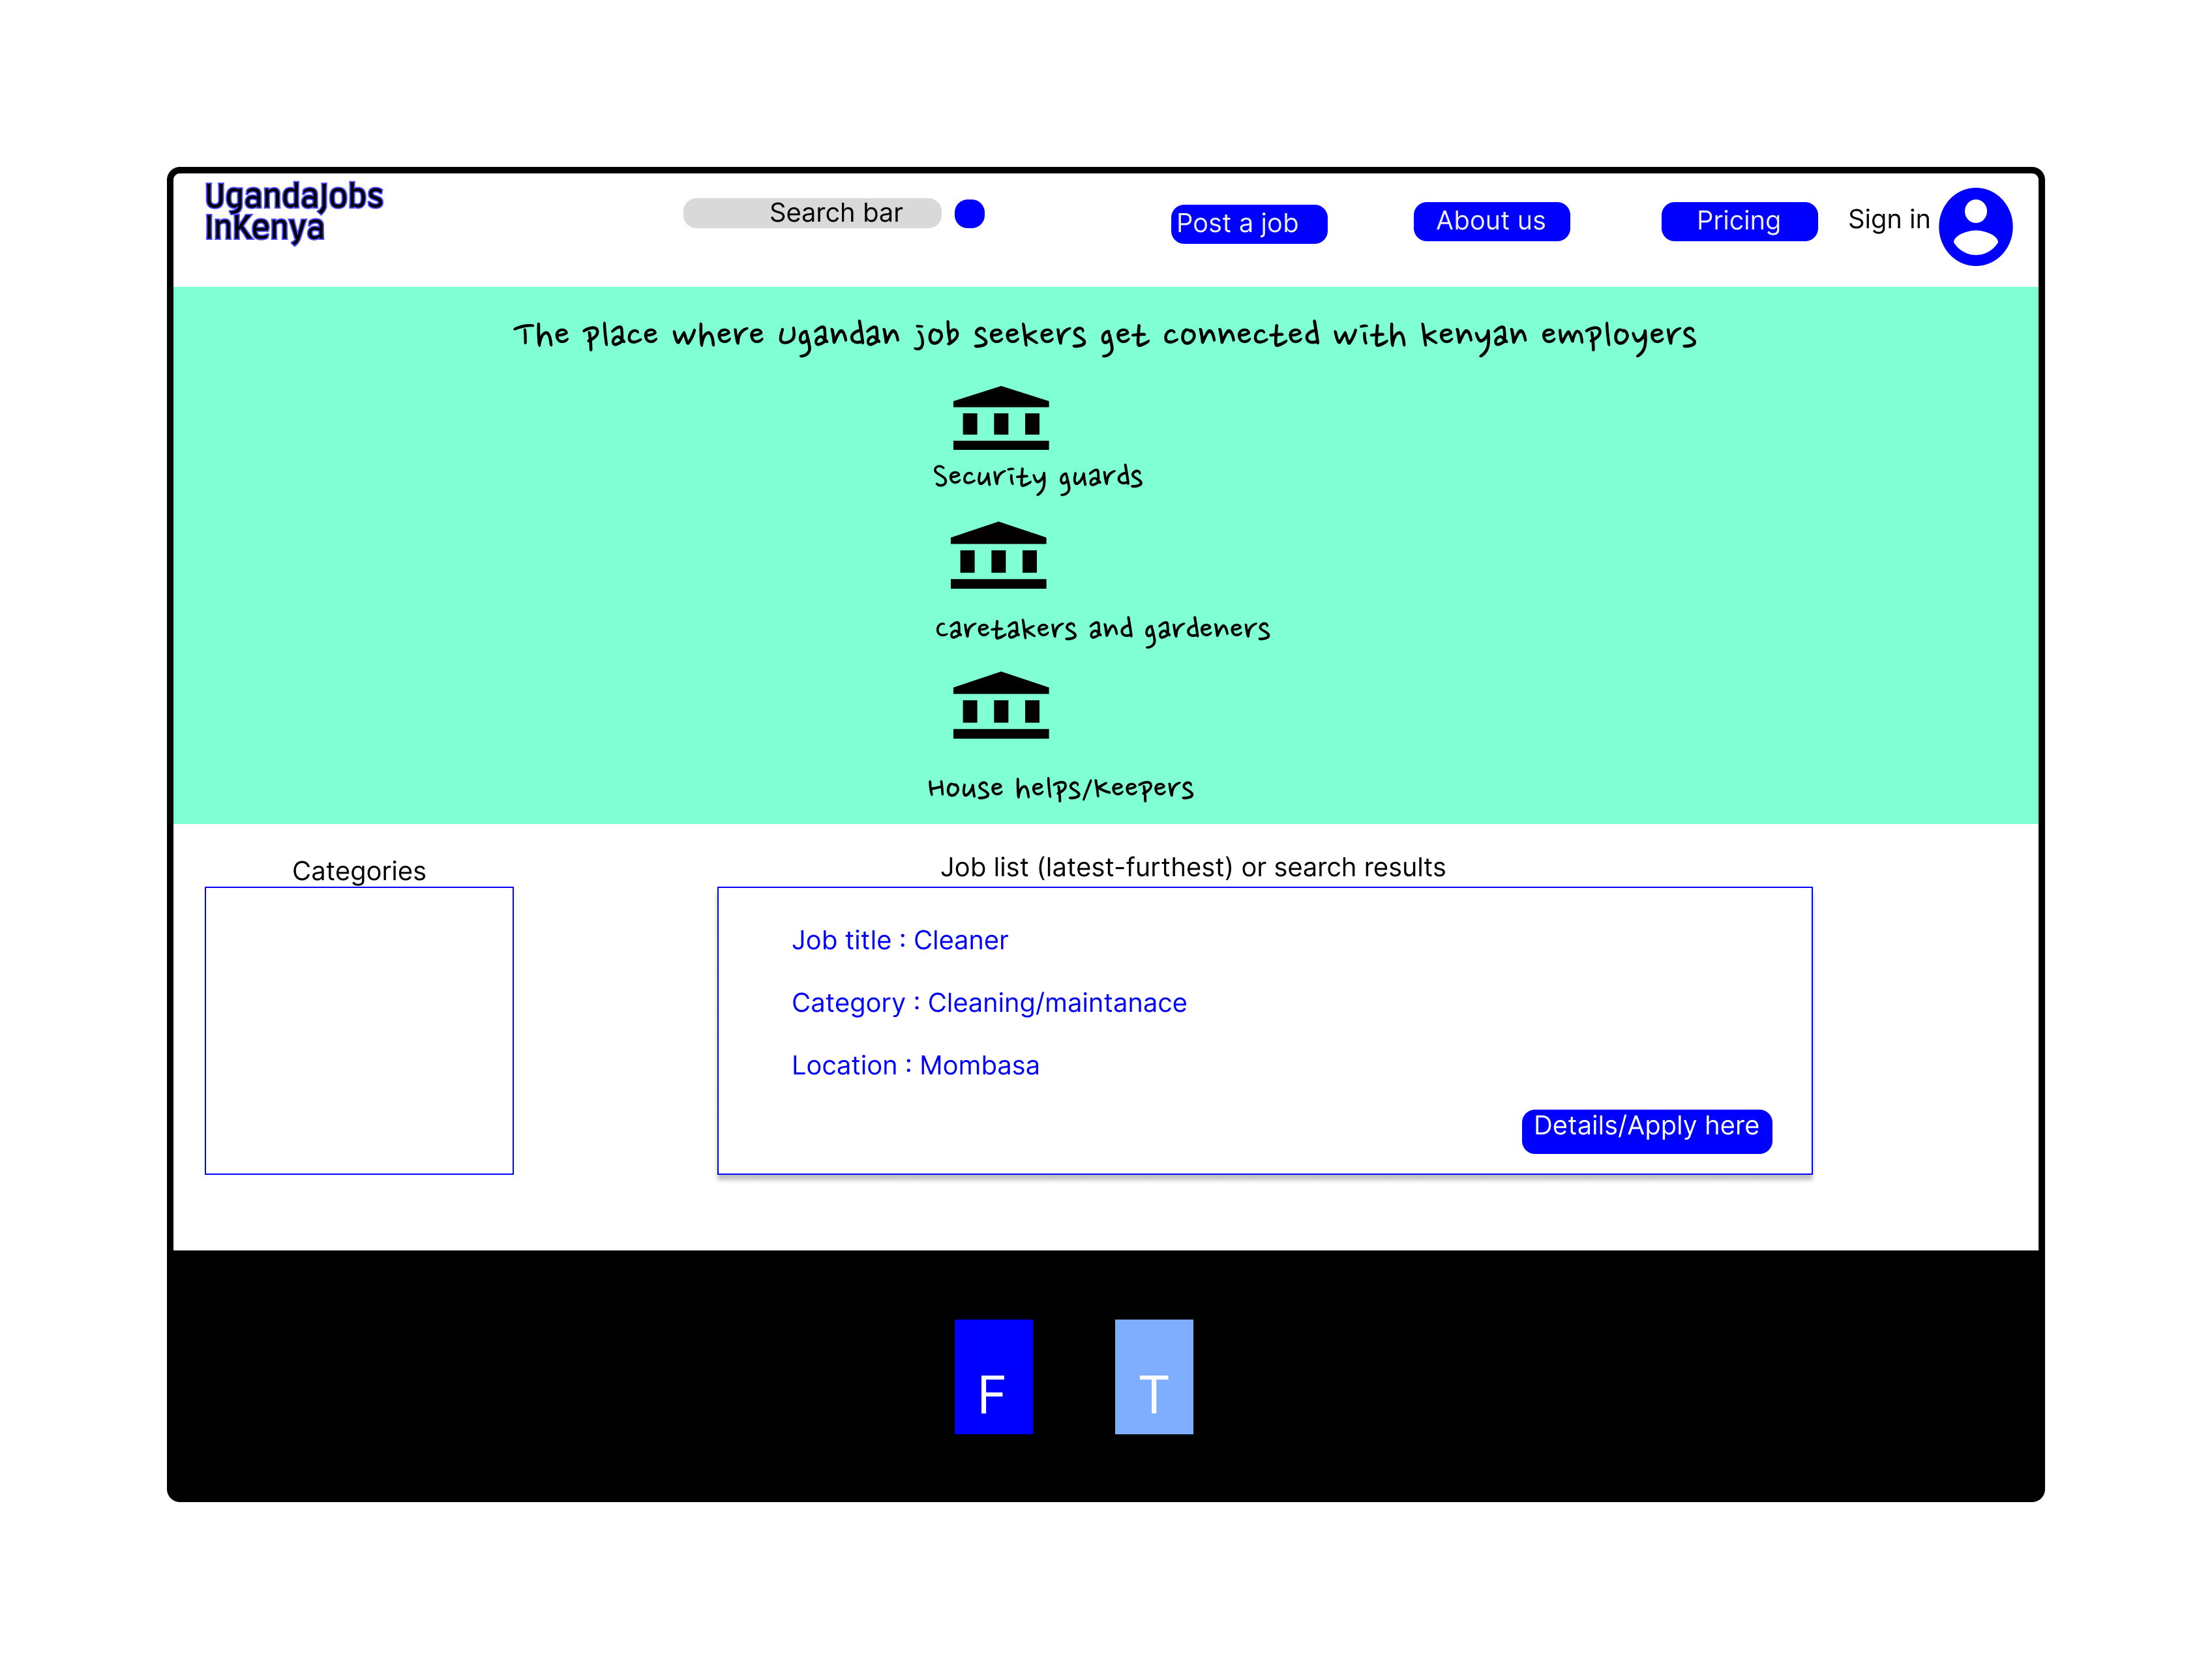 UgandaJobs
InKenya
Search bar
Post a job
About us
Pricing
Sign in
The place where Ugandan job seekers get connected with kenyan employers
Security guards
caretakers and gardeners
House helps/keepers
Categories
Job list (latest-furthest) or search results
Job title : Cleaner
Category : Cleaning/maintanace
Location : Mombasa
Details/Apply here
F
T